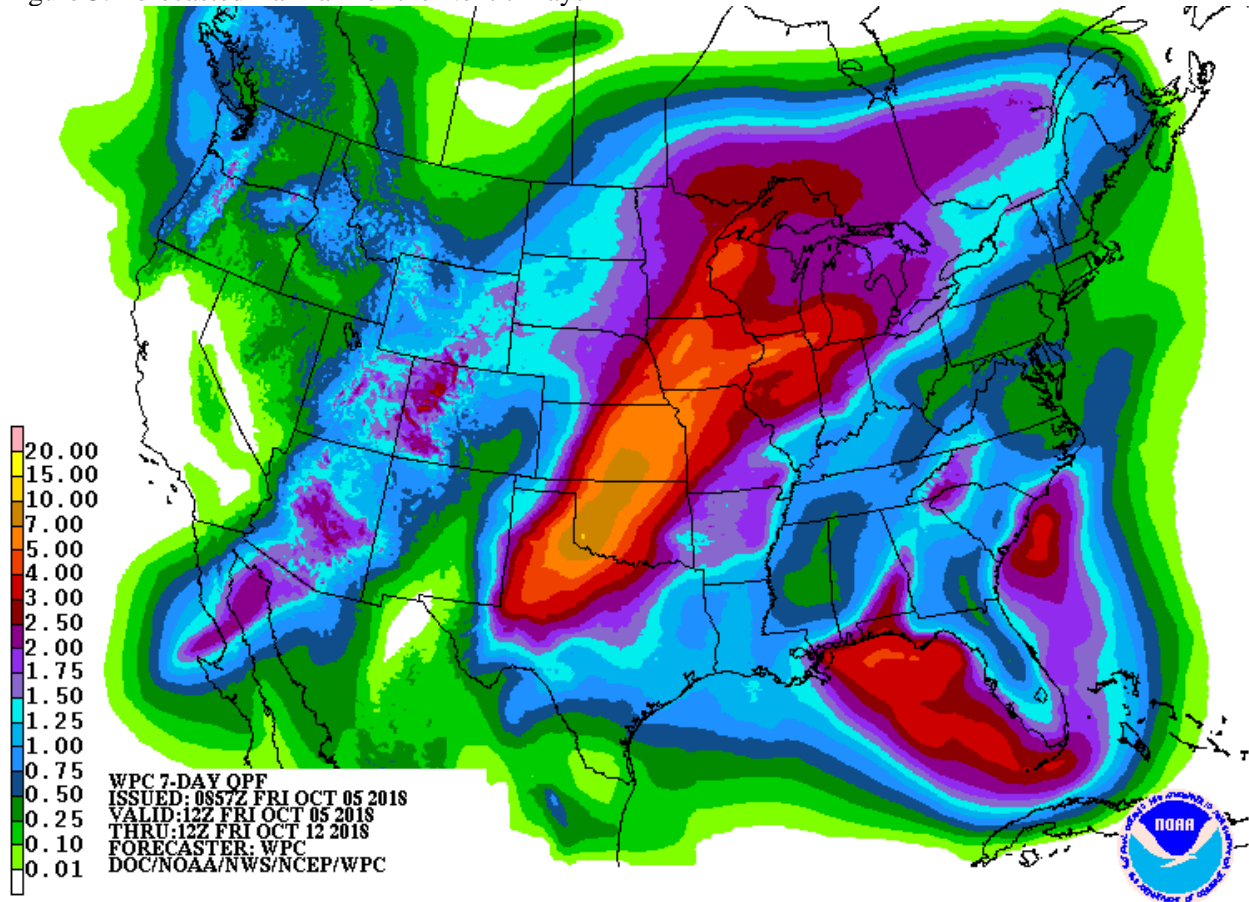 20.00
15.00
10.00
7.00
5.00
4.00
3.00
2.50
2.00
1.75
1.50
1.25
1.00
0.75
0.50
0.25
0.10
0.01
WPC 7-DAY QPF
ISSUED: 0857Z FRI OCT 05 2018
VALID:12Z FRI OCT 05 2018
THRU:12Z FRI OCT 12 2018
FORECASTER: WPC
DOC/NOAA/NWS/NCEP/WPC
NOAA